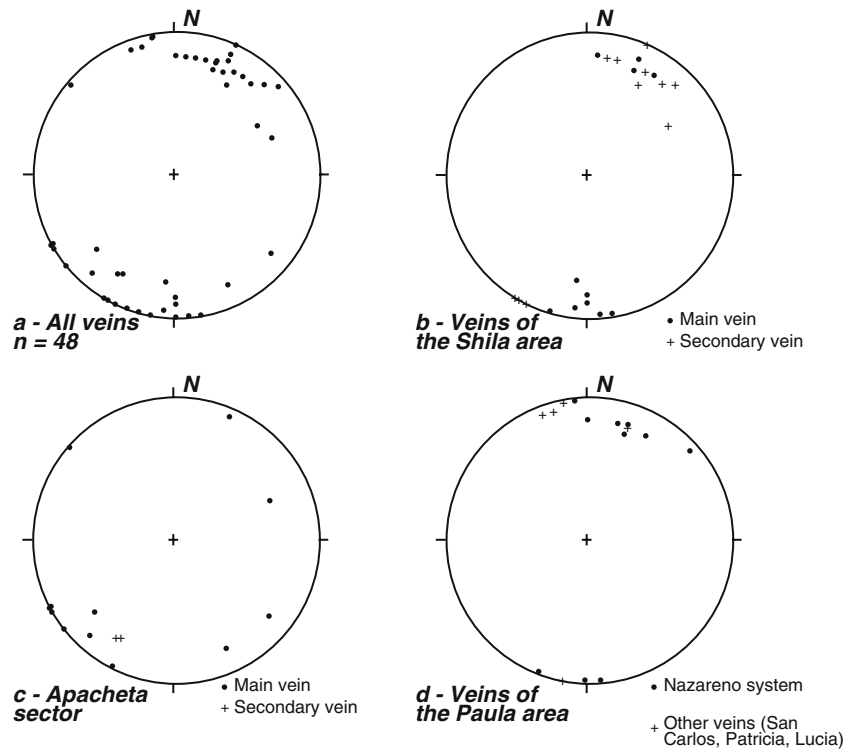 N
a - All veins
n = 48
N
b - Veins of
the Shila area
• Main vein
+ Secondary vein
N
c - Apacheta
sector
• Main vein
+ Secondary vein
N
d - Veins of
the Paula area
• Nazareno system
+ Other veins (San
Carlos, Patricia, Lucia)